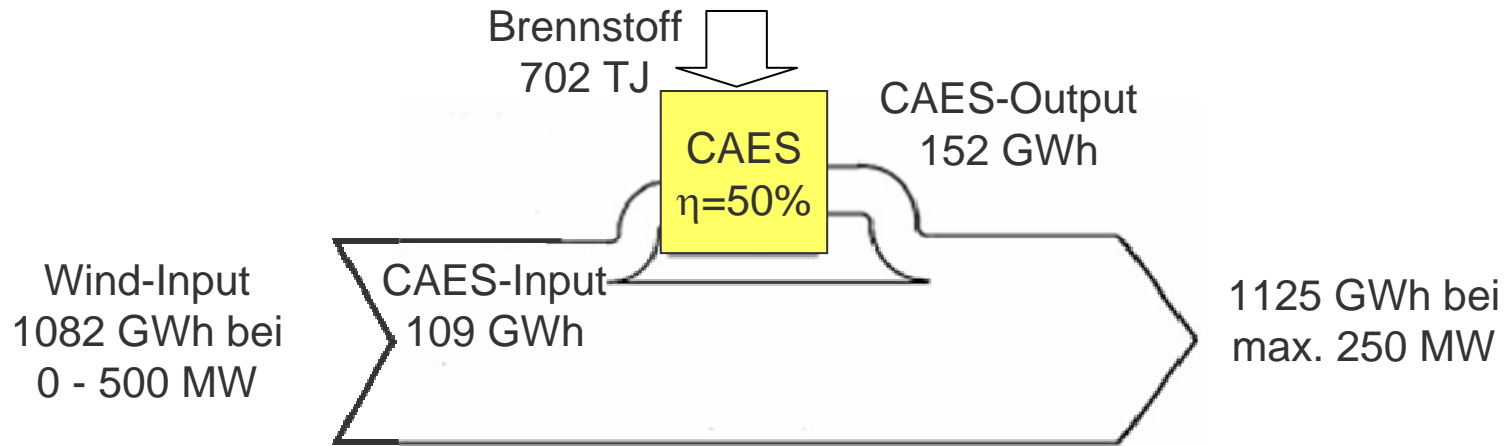 Brennstoff
702 TJ
CAES
η=50%
CAES-Output
152 GWh
Wind-Input
1082 GWh bei
0 - 500 MW
CAES-Input
109 GWh
1125 GWh bei
max. 250 MW